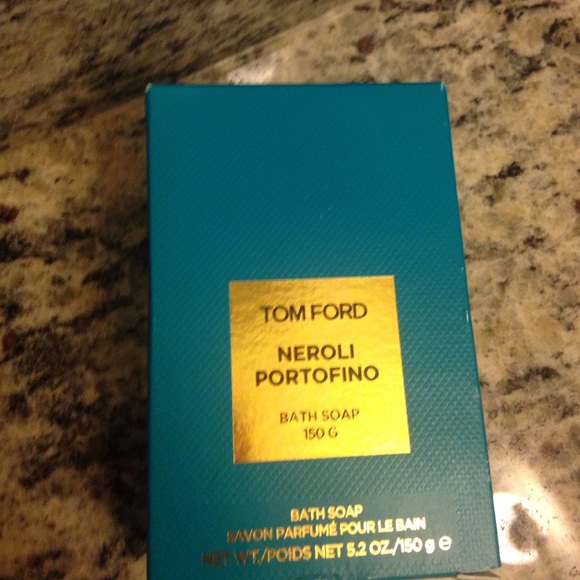 TOM FORD
NEROLI
PORTOFINO
BATH SOAP
150 G
BATH SOAP
SAVON PARFUMÉ POUR LE BAIN
NET WT./POIDS NET 5.2 OZ./150 g ℮